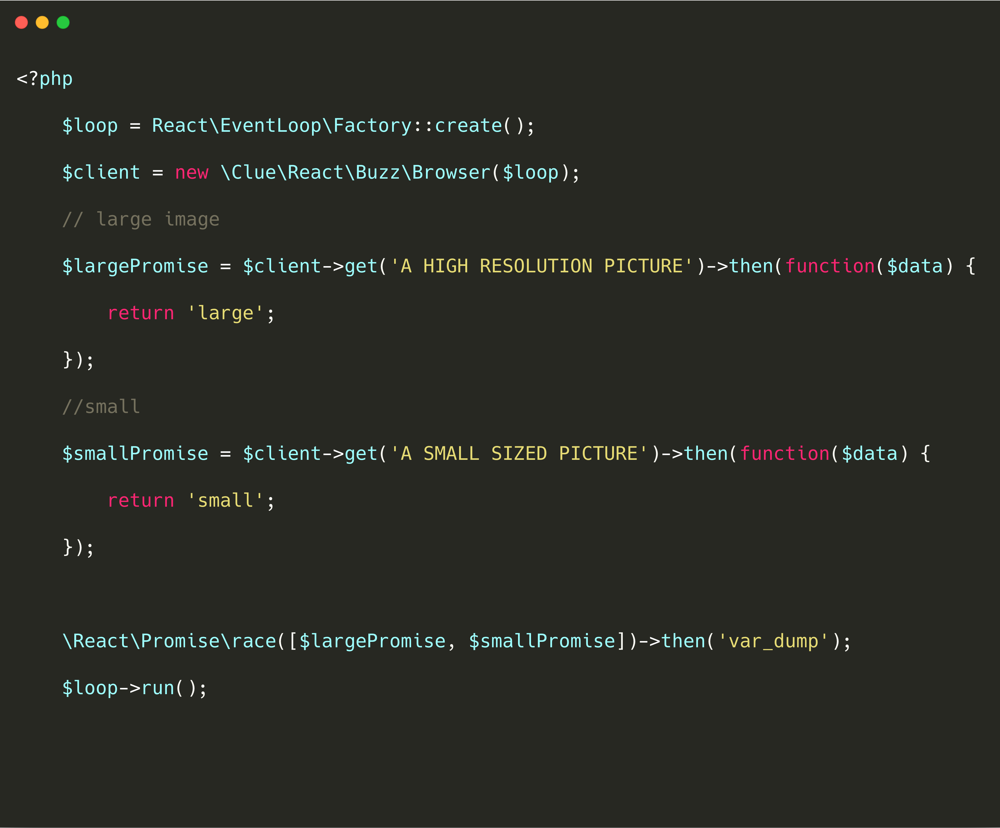 <?php
$loop = React\EventLoop\Factory::create();
$client = new \Clue\React\Buzz\Browser($loop);
// large image
$largePromise = $client->get('A HIGH RESOLUTION PICTURE')->then(function($data) {
return 'large';
});
//small
$smallPromise = $client->get('A SMALL SIZED PICTURE')->then(function($data) {
return 'small';
});
\React\Promise\race([$largePromise, $smallPromise])->then('var_dump');
$loop->run();